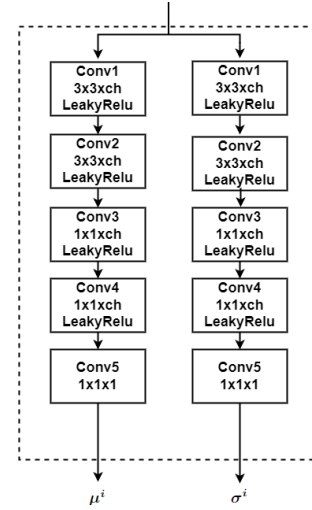 Conv1
3x3xch
LeakyRelu
Conv2
3x3xch
LeakyRelu
Conv3
1x1xch
LeakyRelu
Conv4
1x1xch
LeakyRelu
Conv5
1x1x1
μ^i
Conv1
3x3xch
LeakyRelu
Conv2
3x3xch
LeakyRelu
Conv3
1x1xch
LeakyRelu
Conv4
1x1xch
LeakyRelu
Conv5
1x1x1
σ^i